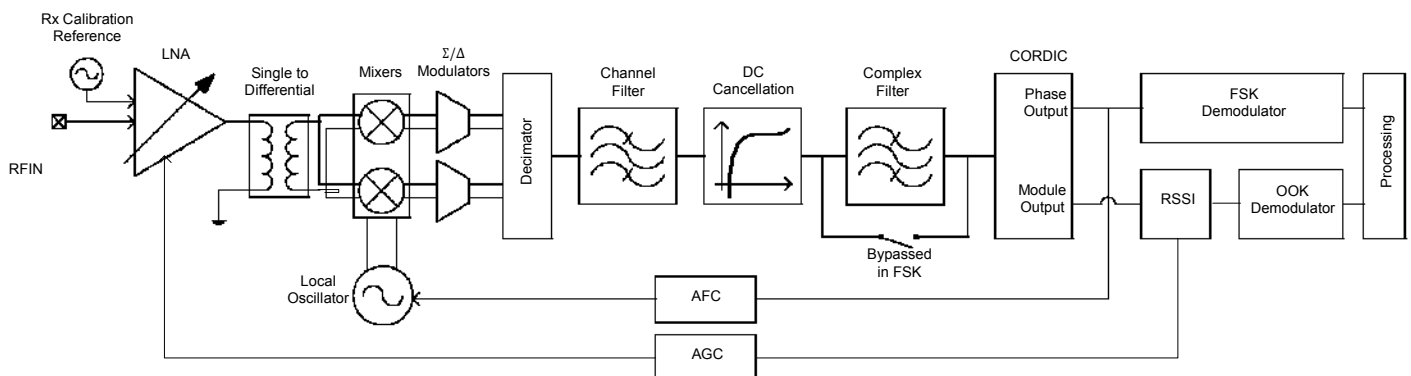 Rx Calibration
Reference
LNA
Single to
Differential
Mixers
Σ/Δ
Modulators
Decimator
Channel
Filter
DC
Cancellation
Complex
Filter
CORDIC
Phase
Output
Module
Output
FSK
Demodulator
Processing
RFIN
RSSI
OOK
Demodulator
Bypassed
in FSK
Local
Oscillator
AFC
AGC